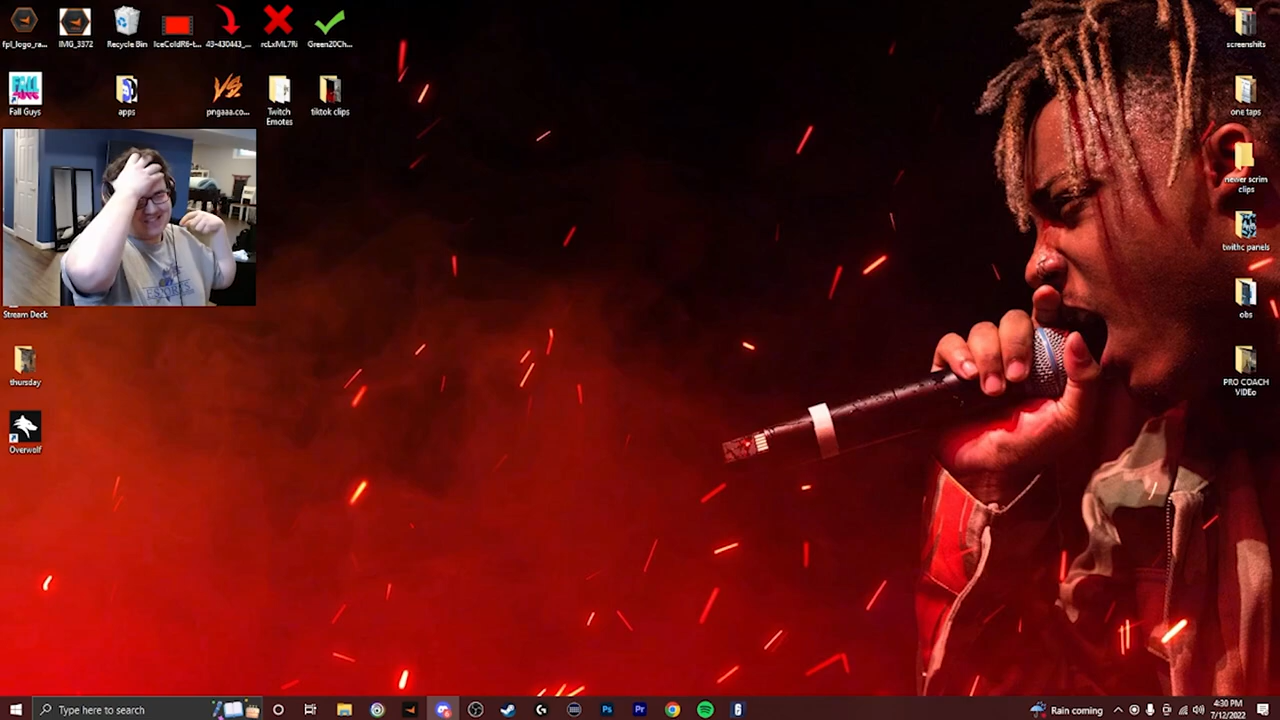 fpl_logo_ra...
IMG_3372
Recycle Bin
IceColdR6-t...
43-430443_...
rcLxML7Ri
Green20Ch...
Fall Guys
apps
pngaaa.co...
Twitch
Emotes
tiktok clips
Stream Deck
thursday
Overwolf
screenshits
one taps
newer scrim
clips
twithc panels
obs
PRO COACH
VIDEo
Type here to search
Rain coming
4:30 PM
7/12/2022